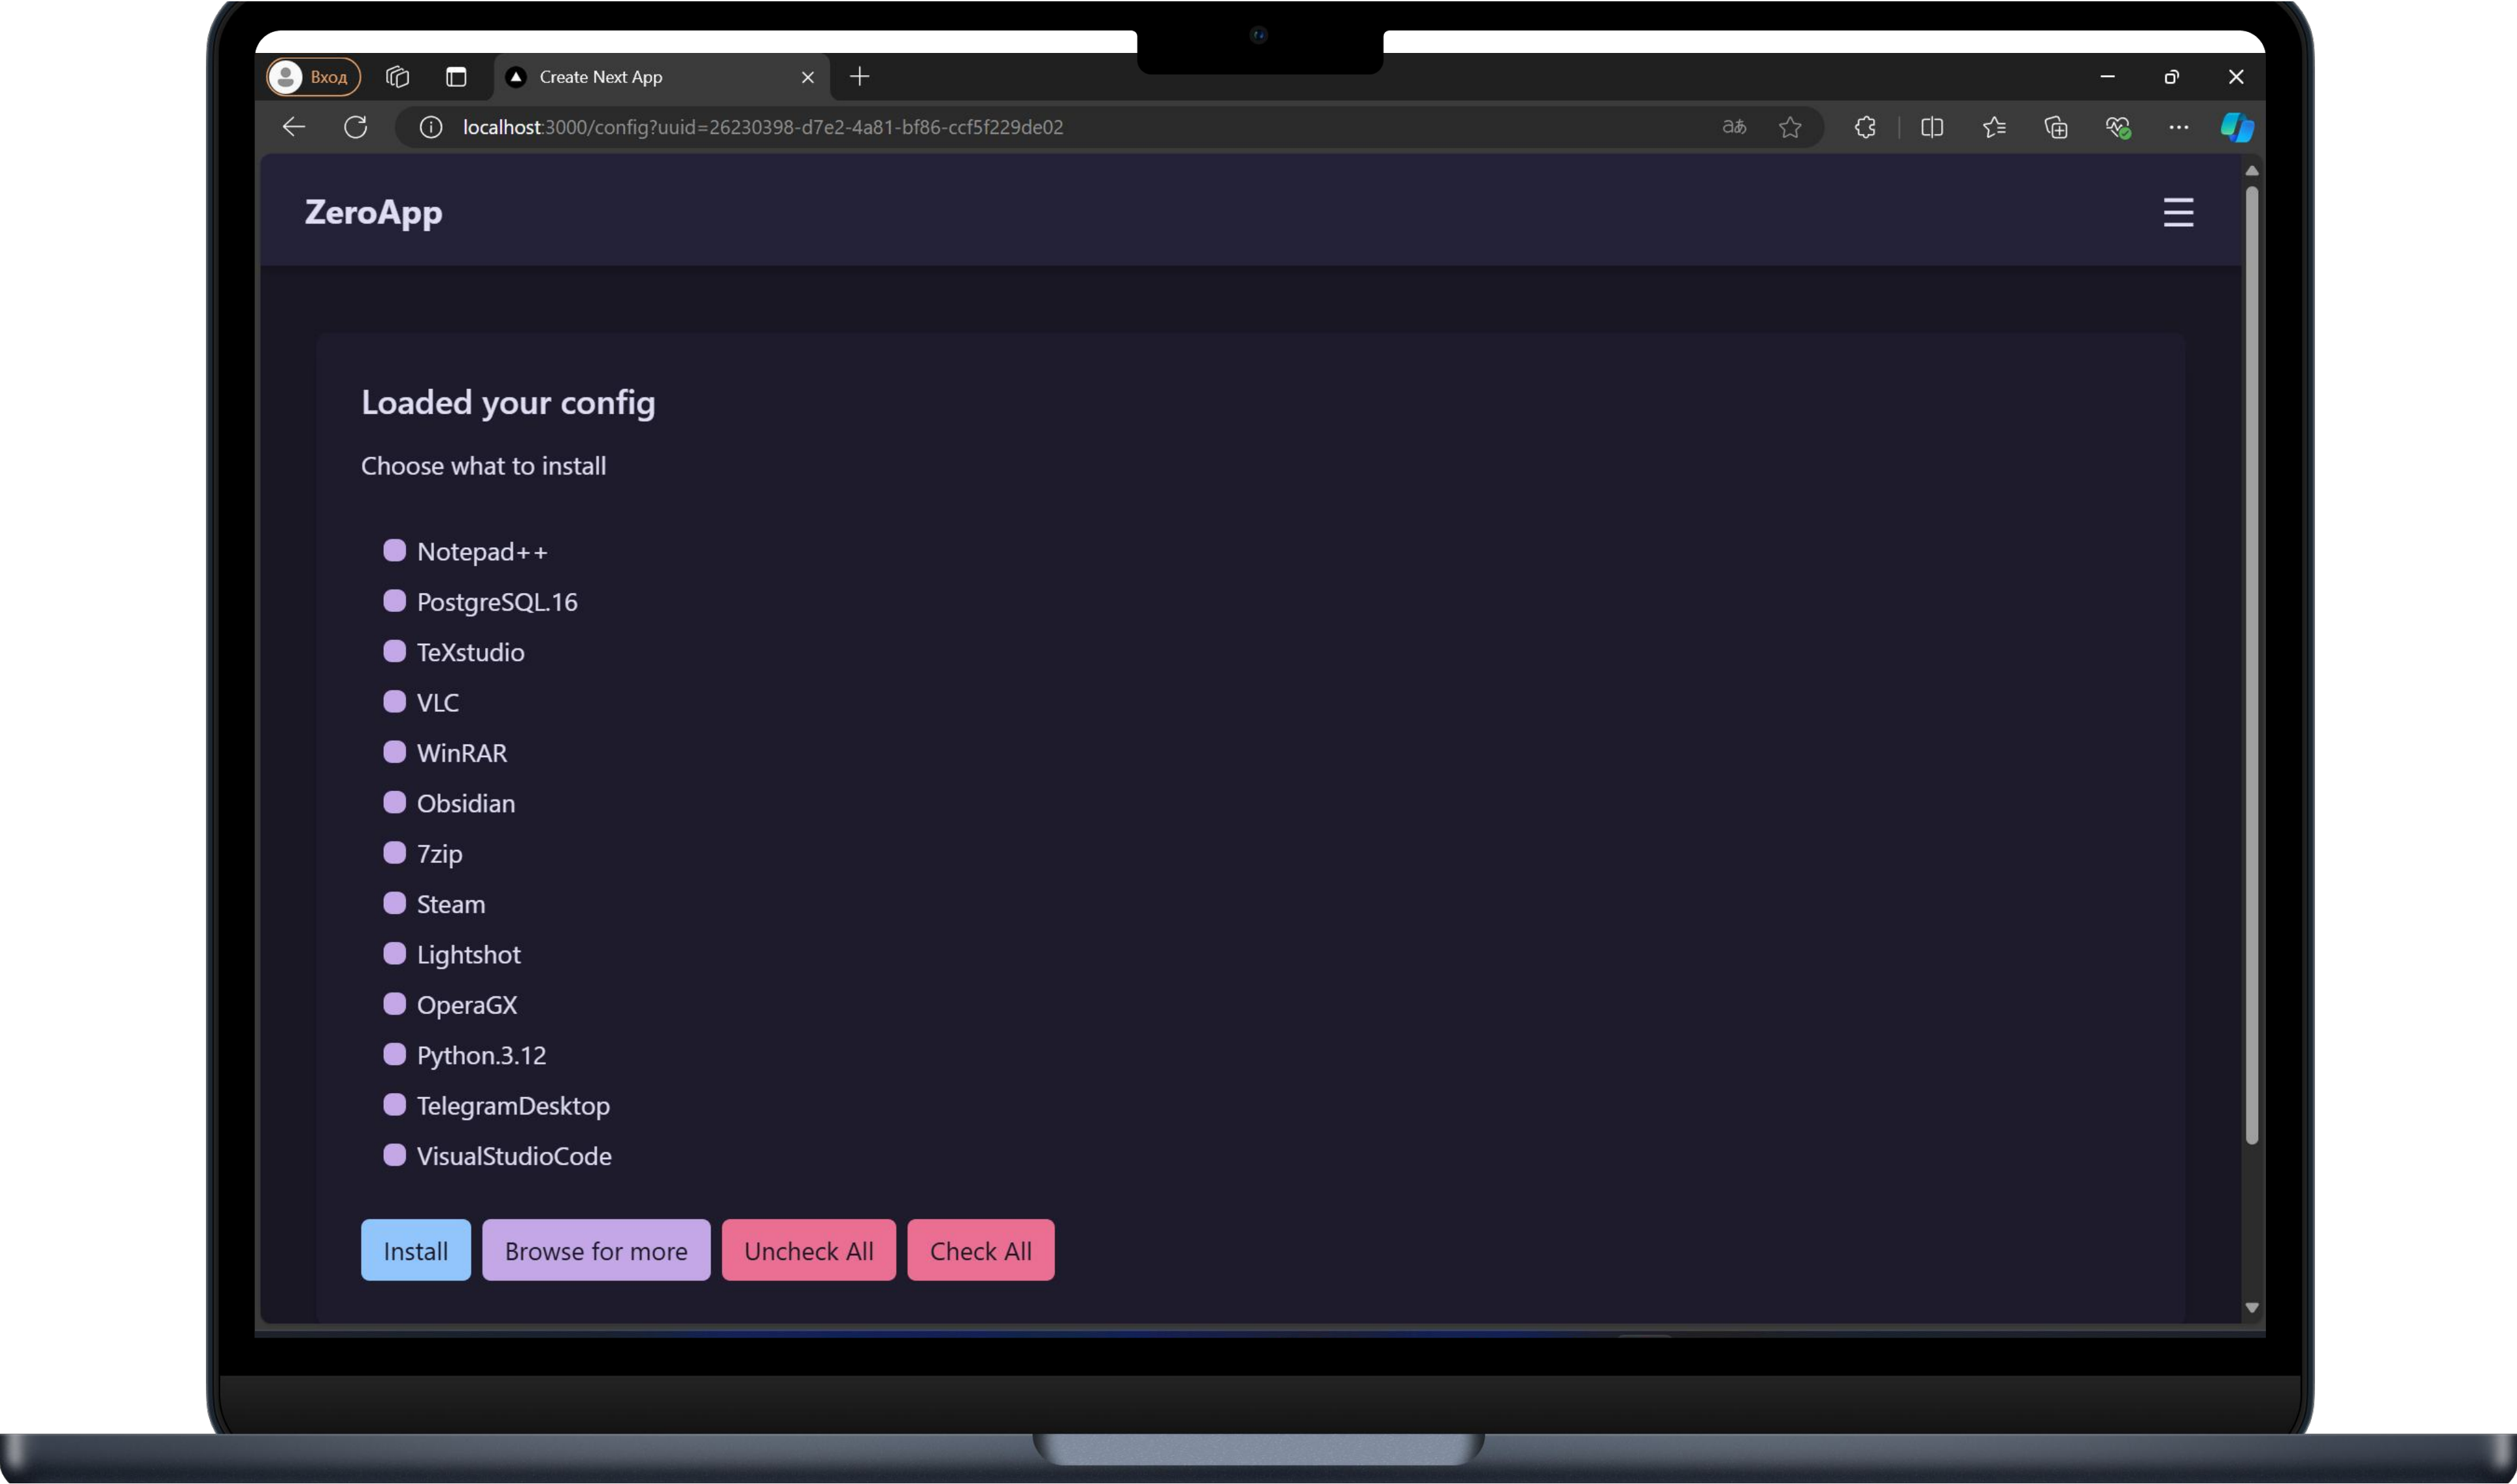 Вход
Create Next App
localhost:3000/config?uuid=26230398-d7e2-4a81-bf86-ccf5f229de02
aあ
ZeroApp
Loaded your config
Choose what to install
Notepad++
PostgreSQL.16
TeXstudio
VLC
WinRAR
Obsidian
7zip
Steam
Lightshot
OperaGX
Python.3.12
TelegramDesktop
VisualStudioCode
Install Browse for more Uncheck All Check All